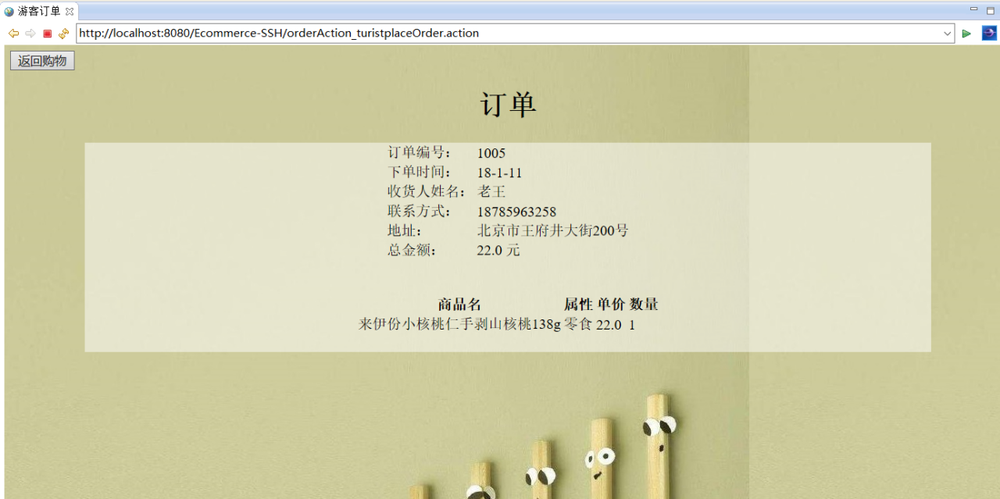 游客订单
http://localhost:8080/Ecommerce-SSH/orderAction_turistplaceOrder.action
返回购物
订单
订单编号： 1005
下单时间： 18-1-11
收货人姓名： 老王
联系方式： 18785963258
地址： 北京市王府井大街200号
总金额： 22.0 元
商品名 属性 单价 数量
来伊份小核桃仁手剥山核桃138g 零食 22.0 1